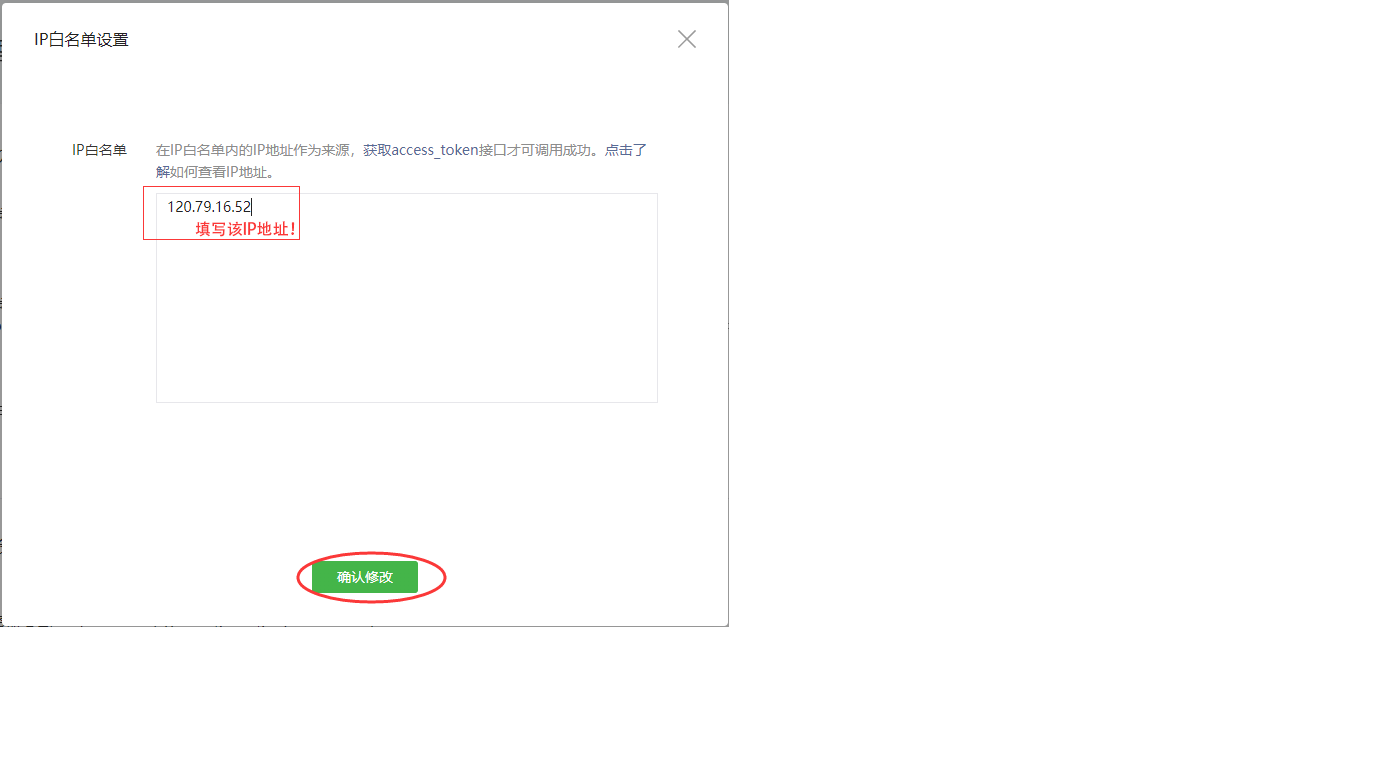 IP白名单设置
IP白名单
在IP白名单内的IP地址作为来源，获取access_token接口才可调用成功。点击了
解如何查看IP地址。
120.79.16.52
填写该IP地址！
确认修改